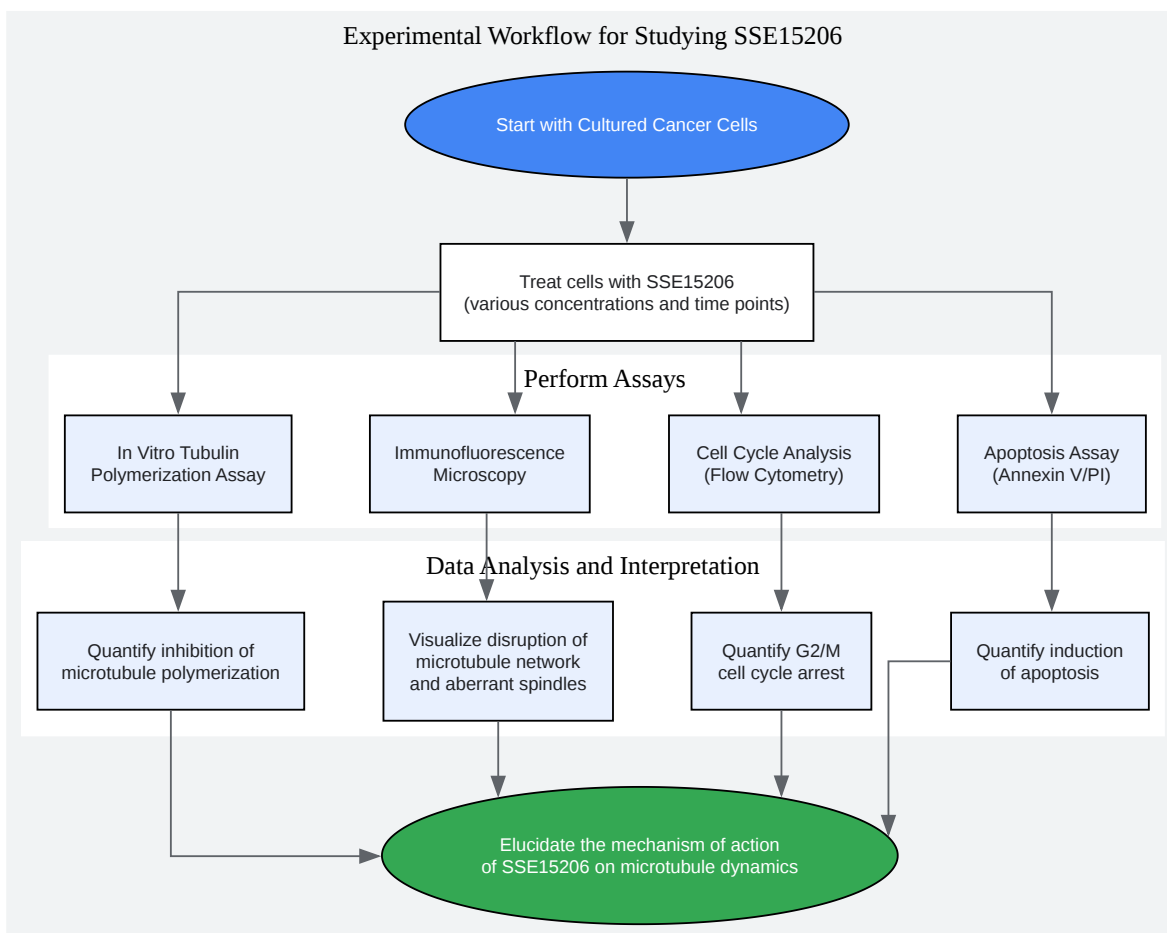 Experimental Workflow for Studying SSE15206
Start with Cultured Cancer Cells
Treat cells with SSE15206
(various concentrations and time points)
Perform Assays
In Vitro Tubulin
Polymerization Assay
Immunofluorescence
Microscopy
Cell Cycle Analysis
(Flow Cytometry)
Apoptosis Assay
(Annexin V/PI)
Data Analysis and Interpretation
Quantify inhibition of
microtubule polymerization
Visualize disruption of
microtubule network
and aberrant spindles
Quantify G2/M
cell cycle arrest
Quantify induction
of apoptosis
Elucidate the mechanism of action
of SSE15206 on microtubule dynamics